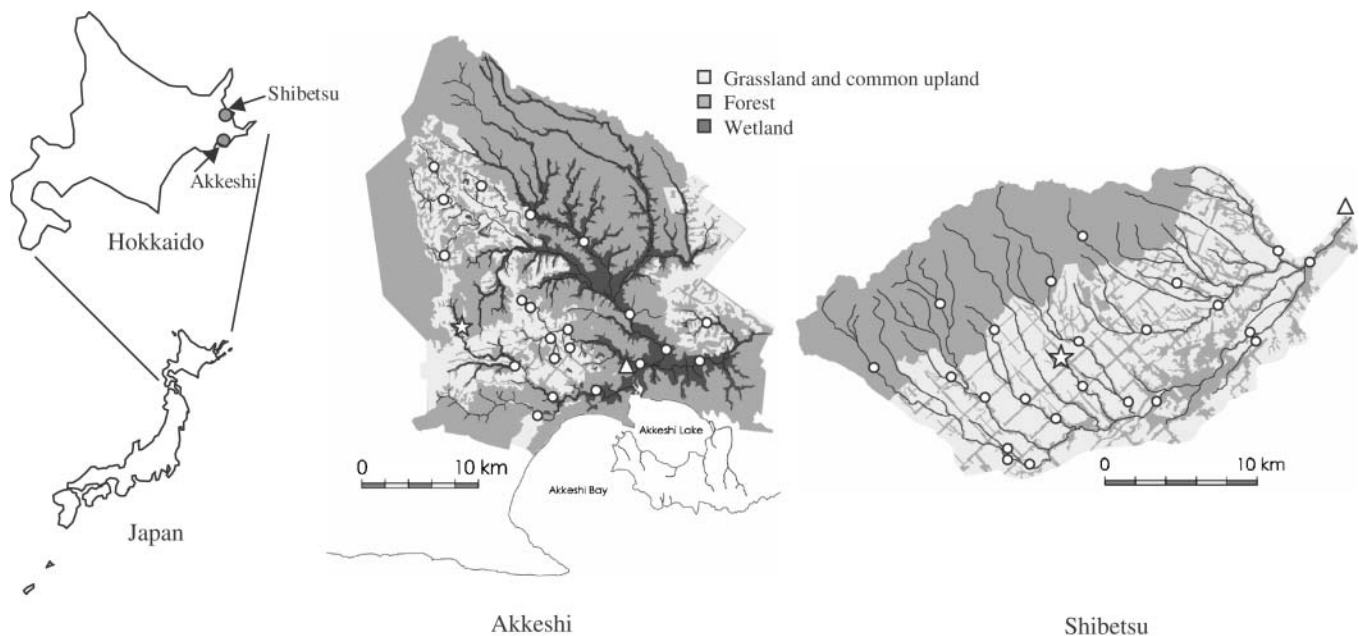 Shibetsu
Akkeshi
Hokkaido
Japan
Grassland and common upland
Forest
Wetland
0 10 km
Akkeshi Lake
Akkeshi Bay
Akkeshi
0 10 km
Shibetsu